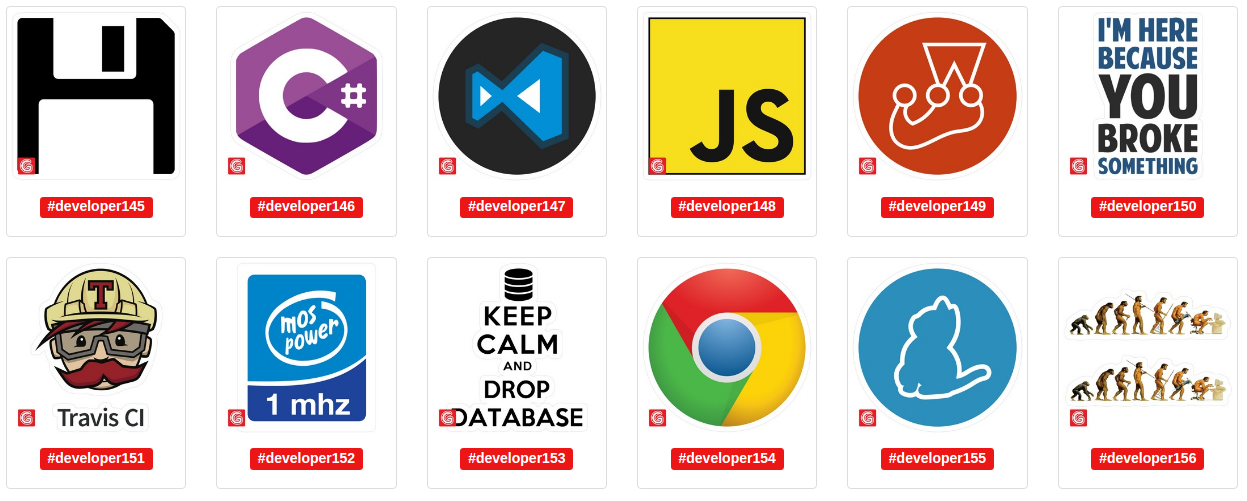 C#
JS
I'M HERE
BECAUSE
YOU
BROKE
SOMETHING
#developer145
#developer146
#developer147
#developer148
#developer149
#developer150
T
Travis CI
mos
power
1 mhz
KEEP
CALM
AND
DROP
DATABASE
#developer151
#developer152
#developer153
#developer154
#developer155
#developer156